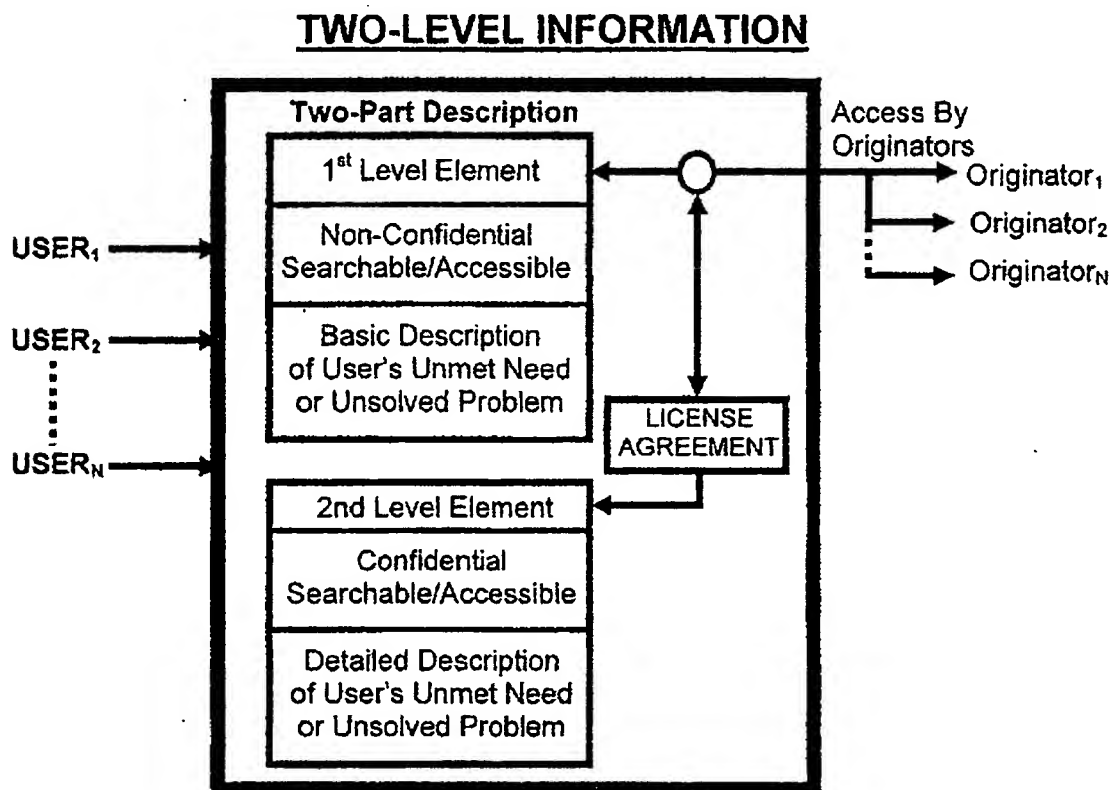 TWO-LEVEL INFORMATION
Two-Part Description
1st Level Element
Non-Confidential
Searchable/Accessible
Basic Description
of User's Unmet Need
or Unsolved Problem
USER1
USER2
USERN
LICENSE
AGREEMENT
2nd Level Element
Confidential
Searchable/Accessible
Detailed Description
of User's Unmet Need
or Unsolved Problem
Access By
Originators
Originator1
Originator2
OriginatorN